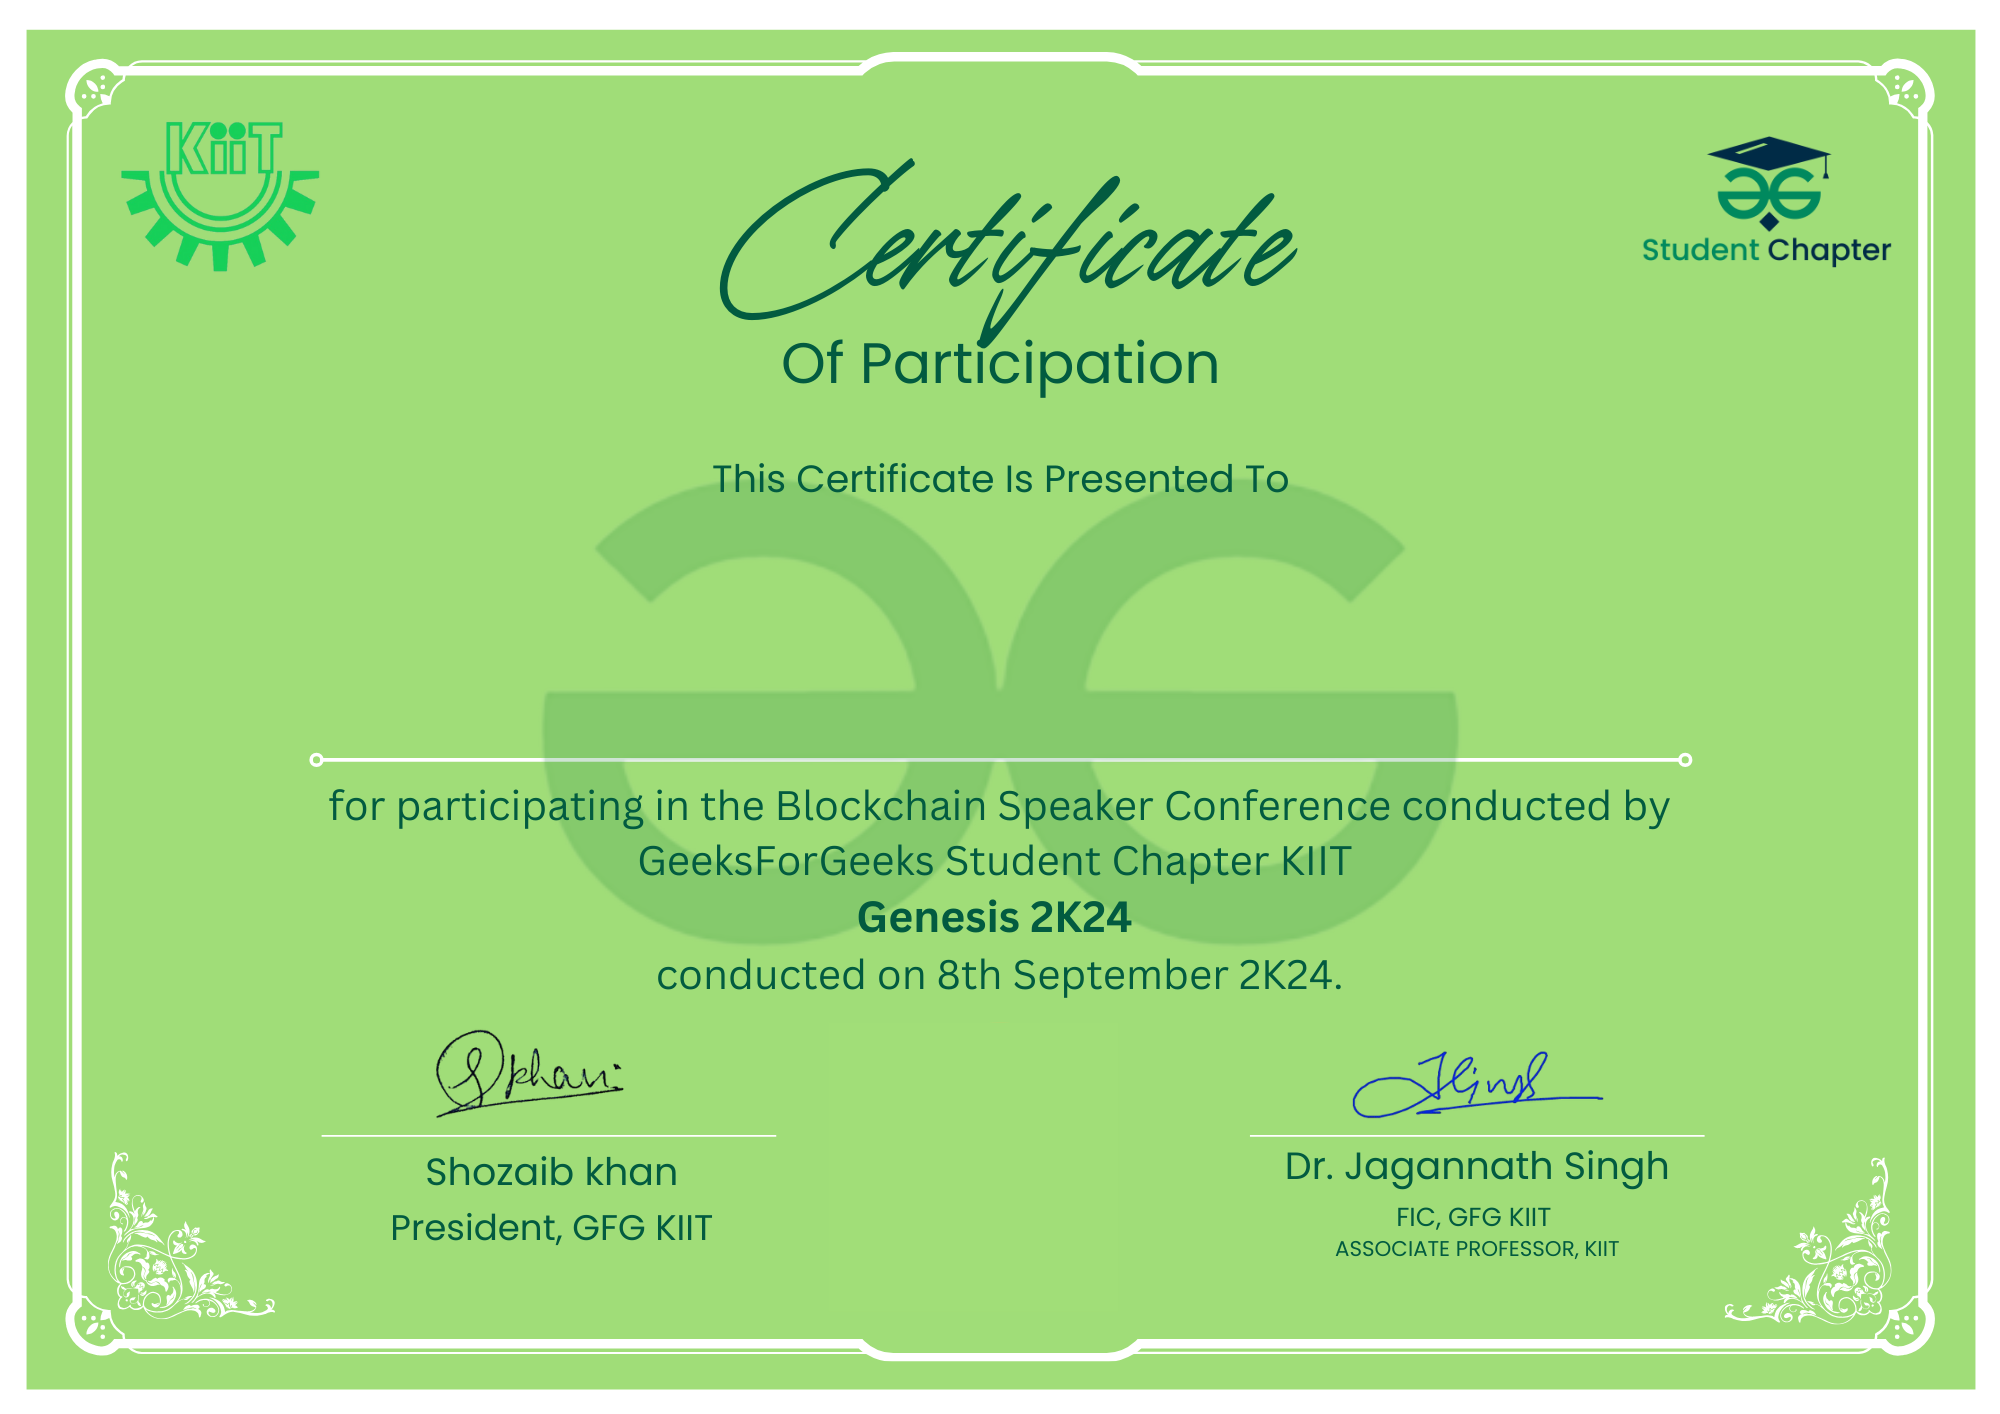 KiiT
Student Chapter
Certificate
Of Participation
This Certificate Is Presented To
for participating in the Blockchain Speaker Conference conducted by
GeeksForGeeks Student Chapter KIIT
Genesis 2K24
conducted on 8th September 2K24.
Skhan
JSingh
Shozaib khan
President, GFG KIIT
Dr. Jagannath Singh
FIC, GFG KIIT
ASSOCIATE PROFESSOR, KIIT